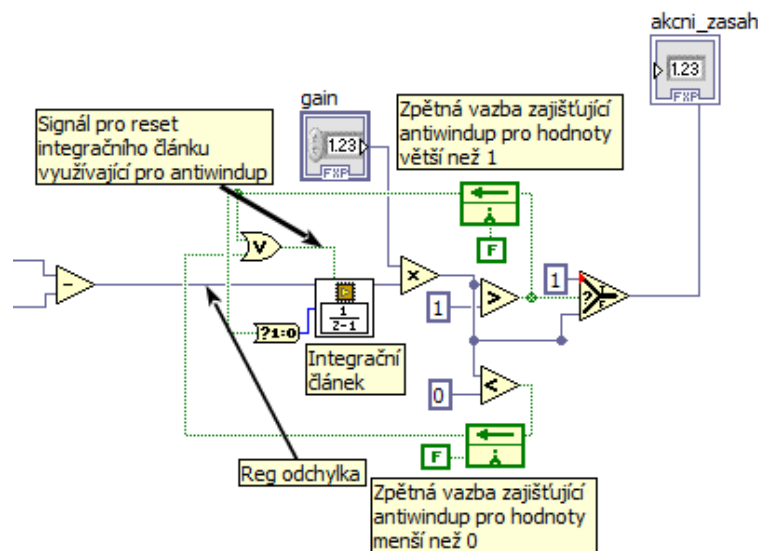 akcni_zasah
1.23
FXP
gain
1.23
FXP
Signál pro reset
integračního článku
využívající pro antiwindup
Zpětná vazba zajišťující
antiwindup pro hodnoty
větší než 1
F
V
-
x
1
>
1
?
T
F
?1:0
1
z-1
Integrační
článek
0
<
F
Reg odchylka
Zpětná vazba zajišťující
antiwindup pro hodnoty
menší než 0